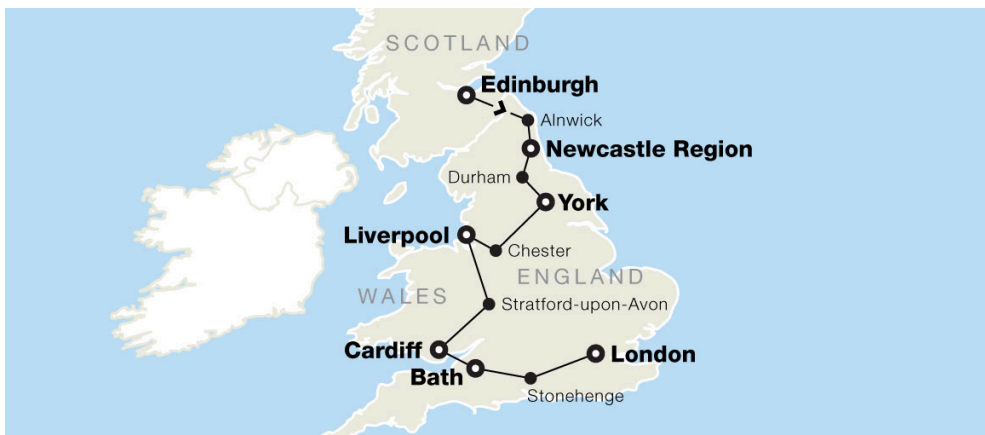 SCOTLAND
Edinburgh
Alnwick
Newcastle Region
Durham
York
Liverpool
Chester
ENGLAND
WALES
Stratford-upon-Avon
Cardiff
London
Bath
Stonehenge